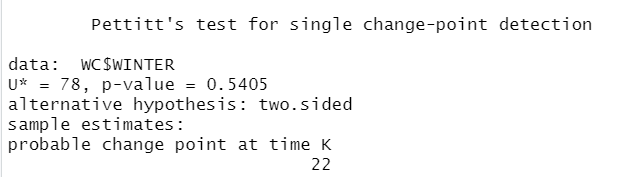 Pettitt's test for single change-point detection
data: WC$WINTER
U* = 78, p-value = 0.5405
alternative hypothesis: two.sided
sample estimates:
probable change point at time K
22